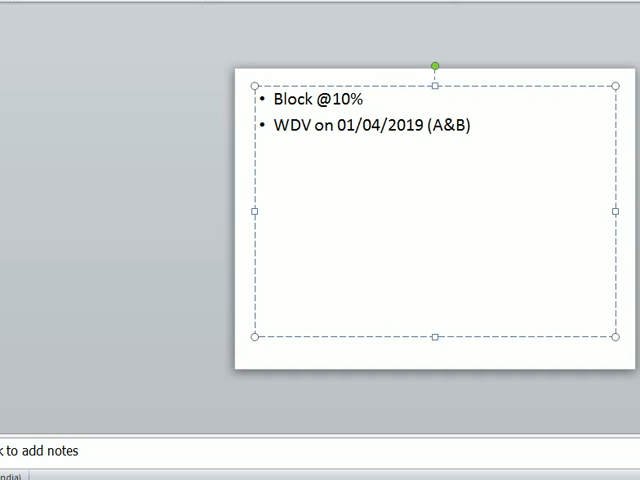 • Block @10%
• WDV on 01/04/2019 (A&B)
to add notes